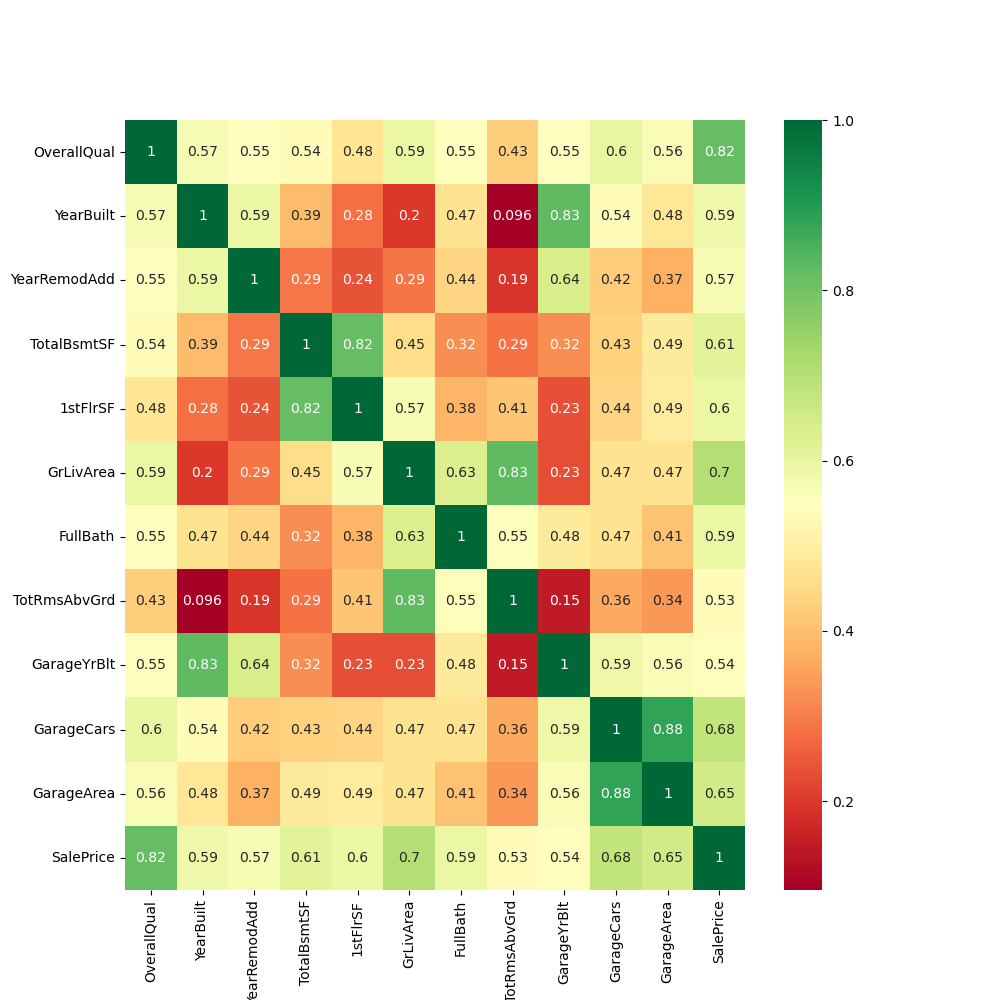 OverallQual 1 0.57 0.55 0.54 0.48 0.59 0.55 0.43 0.55 0.6 0.56 0.82
YearBuilt 0.57 1 0.59 0.39 0.28 0.2 0.47 0.096 0.83 0.54 0.48 0.59
YearRemodAdd 0.55 0.59 1 0.29 0.24 0.29 0.44 0.19 0.64 0.42 0.37 0.57
TotalBsmtSF 0.54 0.39 0.29 1 0.82 0.45 0.32 0.29 0.32 0.43 0.49 0.61
1stFlrSF 0.48 0.28 0.24 0.82 1 0.57 0.38 0.41 0.23 0.44 0.49 0.6
GrLivArea 0.59 0.2 0.29 0.45 0.57 1 0.63 0.83 0.23 0.47 0.47 0.7
FullBath 0.55 0.47 0.44 0.32 0.38 0.63 1 0.55 0.48 0.47 0.41 0.59
TotRmsAbvGrd 0.43 0.096 0.19 0.29 0.41 0.83 0.55 1 0.15 0.36 0.34 0.53
GarageYrBlt 0.55 0.83 0.64 0.32 0.23 0.23 0.48 0.15 1 0.59 0.56 0.54
GarageCars 0.6 0.54 0.42 0.43 0.44 0.47 0.47 0.36 0.59 1 0.88 0.68
GarageArea 0.56 0.48 0.37 0.49 0.49 0.47 0.41 0.34 0.56 0.88 1 0.65
SalePrice 0.82 0.59 0.57 0.61 0.6 0.7 0.59 0.53 0.54 0.68 0.65 1
OverallQual
YearBuilt
YearRemodAdd
TotalBsmtSF
1stFlrSF
GrLivArea
FullBath
TotRmsAbvGrd
GarageYrBlt
GarageCars
GarageArea
SalePrice
1.0
0.8
0.6
0.4
0.2